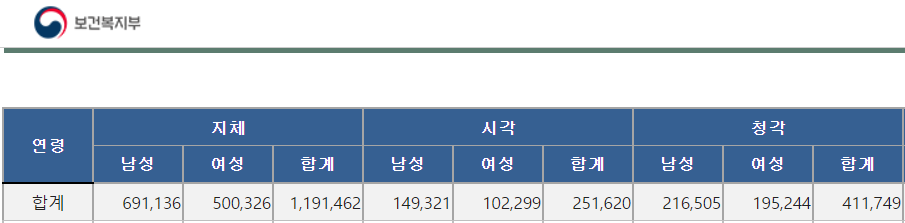 보건복지부
연령 지체 시각 청각
남성 여성 합계 남성 여성 합계 남성 여성 합계
합계 691,136 500,326 1,191,462 149,321 102,299 251,620 216,505 195,244 411,749